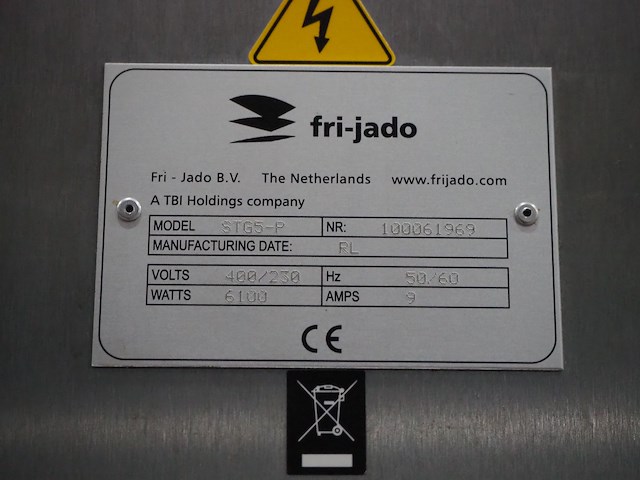 fri-jado
Fri - Jado B.V. The Netherlands www.frijado.com
A TBI Holdings company
MODEL STG5-P NR: 100061969
MANUFACTURING DATE: RL
VOLTS 400/230 Hz 50/60
WATTS 6100 AMPS 9
CE